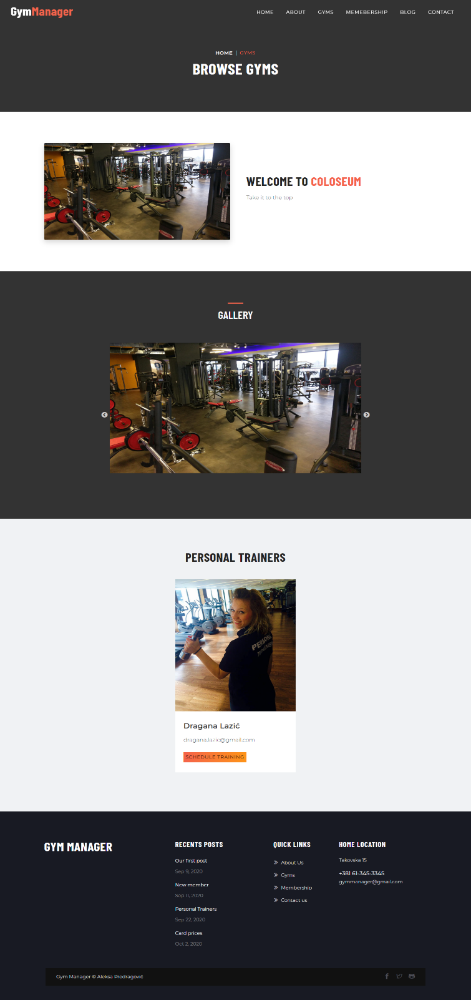 GymManager
HOME ABOUT GYMS MEMEBERSHIP BLOG CONTACT
HOME | GYMS
BROWSE GYMS
WELCOME TO COLOSEUM
Take it to the top
GALLERY
PERSONAL TRAINERS
PERSONAL
TRAINER
Dragana Lazić
dragana.lazic@gmail.com
SCHEDULE TRAINING
GYM MANAGER
RECENTS POSTS
Our first post
Sep 9, 2020
New member
Sep 11, 2020
Personal Trainers
Sep 22, 2020
Card prices
Oct 2, 2020
QUICK LINKS
About Us
Gyms
Membership
Contact us
HOME LOCATION
Takovska 15
+381 61-345-3345
gymmanager@gmail.com
Gym Manager © Aleksa Predragović